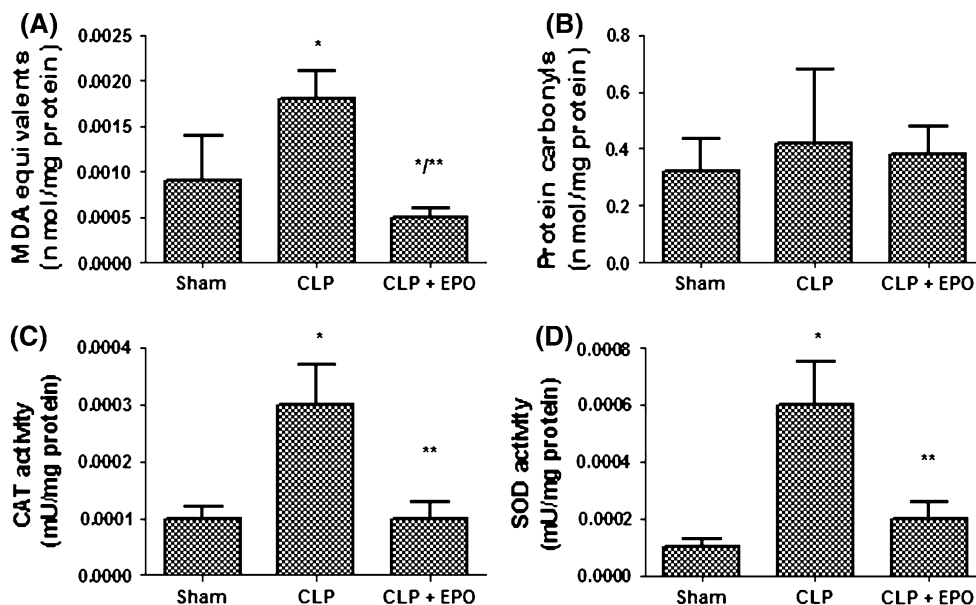 (A)
MDA equivalents
(nmol/mg protein)
0.0025
0.0020
0.0015
0.0010
0.0005
0.0000
*
*/**
Sham CLP CLP + EPO
(B)
Protein carbonyls
(nmol/mg protein)
0.8
0.6
0.4
0.2
0.0
Sham CLP CLP + EPO
(C)
CAT activity
(mU/mg protein)
0.0004
0.0003
0.0002
0.0001
0.0000
*
**
Sham CLP CLP + EPO
(D)
SOD activity
(mU/mg protein)
0.0008
0.0006
0.0004
0.0002
0.0000
*
**
Sham CLP CLP + EPO